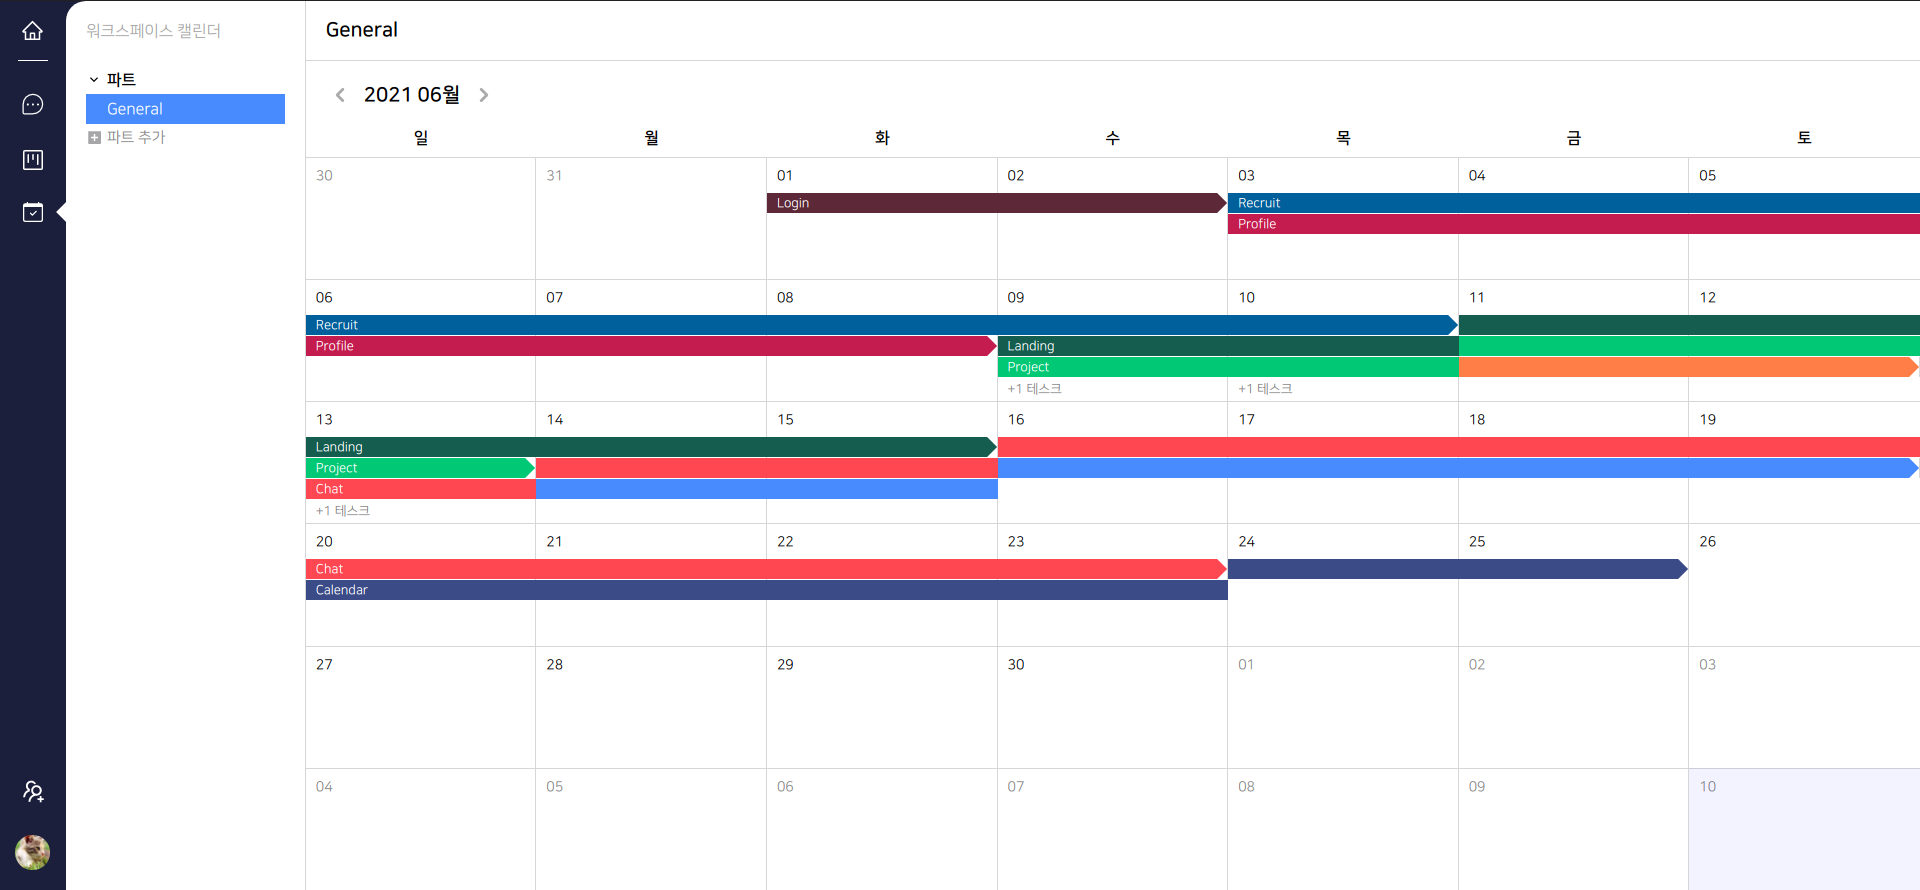 워크스페이스 캘린더
파트
General
파트 추가
General
2021 06월
일 월 화 수 목 금 토
30 31 01 02 03 04 05
Login Recruit
Profile
06 07 08 09 10 11 12
Recruit
Profile Landing
Project
+1 테스크 +1 테스크
13 14 15 16 17 18 19
Landing
Project
Chat
+1 테스크
20 21 22 23 24 25 26
Chat
Calendar
27 28 29 30 01 02 03
04 05 06 07 08 09 10